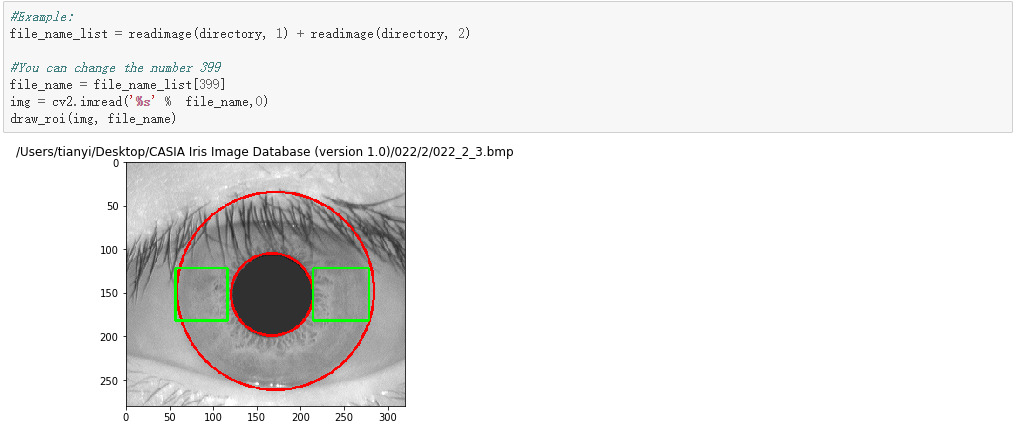 #Example:
file_name_list = readimage(directory, 1) + readimage(directory, 2)
#You can change the number 399
file_name = file_name_list[399]
img = cv2.imread('%s' %  file_name,0)
draw_roi(img, file_name)
/Users/tianyi/Desktop/CASIA Iris Image Database (version 1.0)/022/2/022_2_3.bmp
0
50
100
150
200
250
0 50 100 150 200 250 300